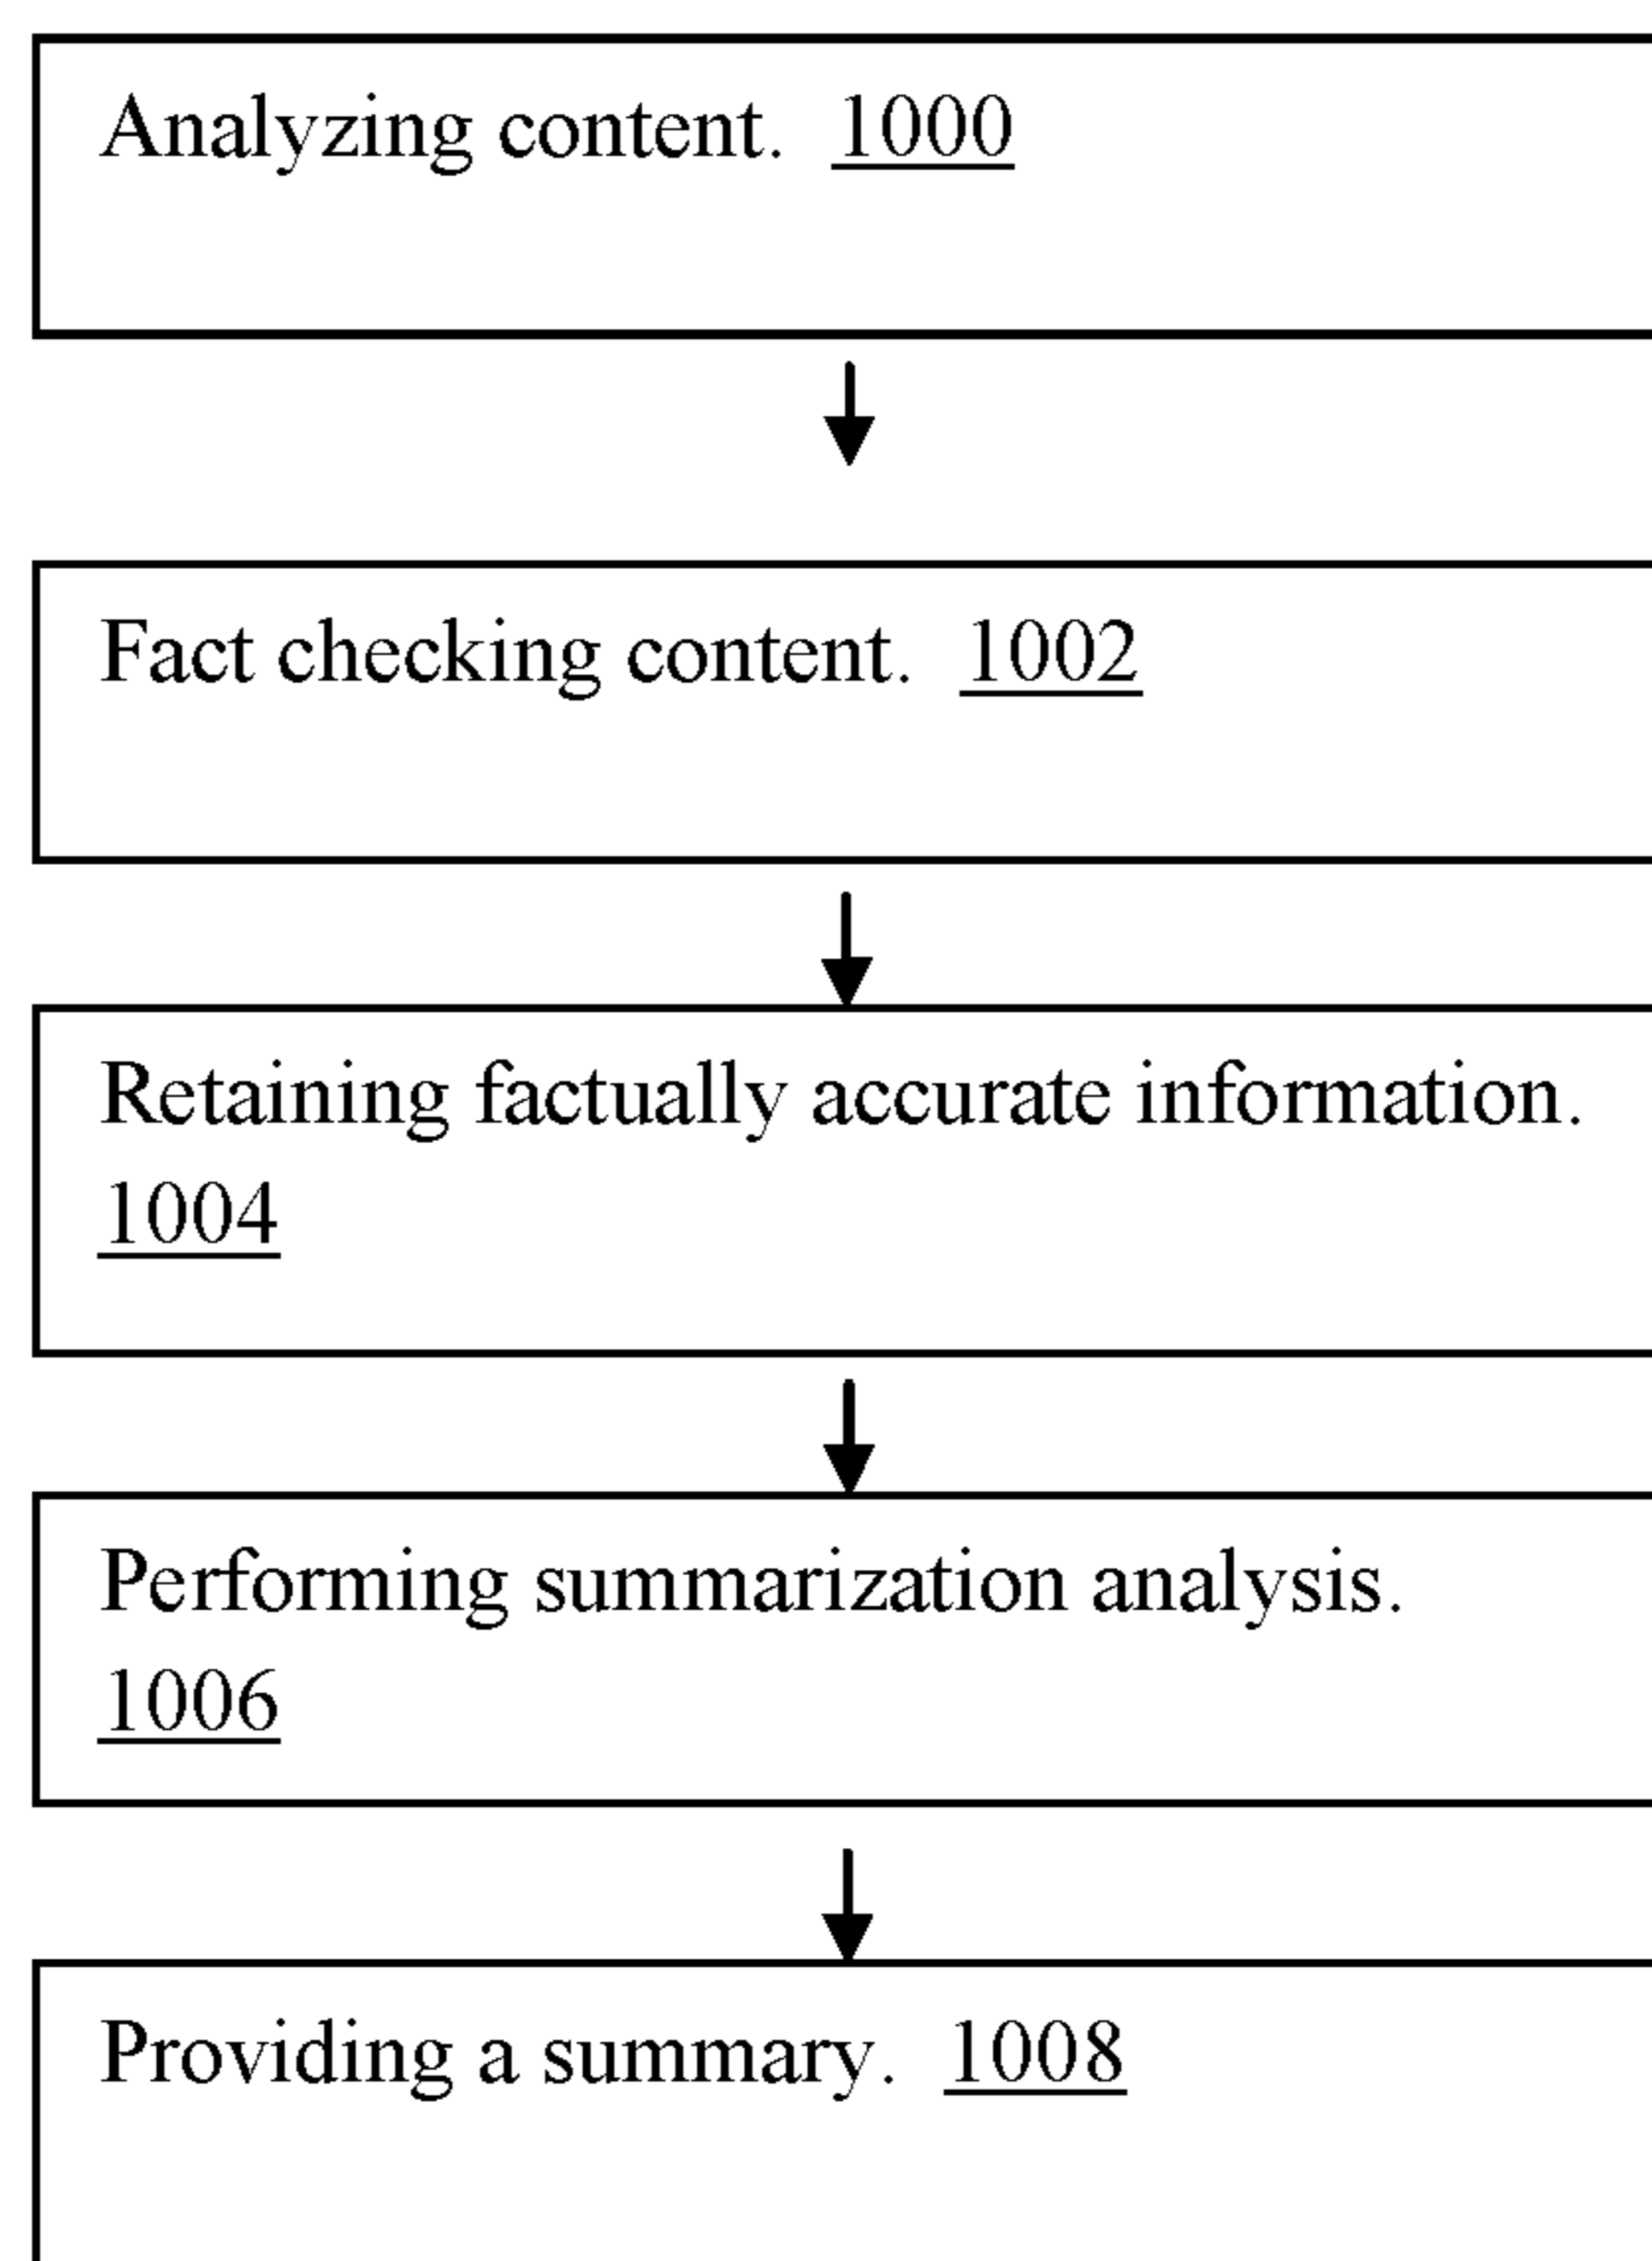 Analyzing content. 1000
Fact checking content. 1002
Retaining factually accurate information.
1004
Performing summarization analysis.
1006
Providing a summary. 1008